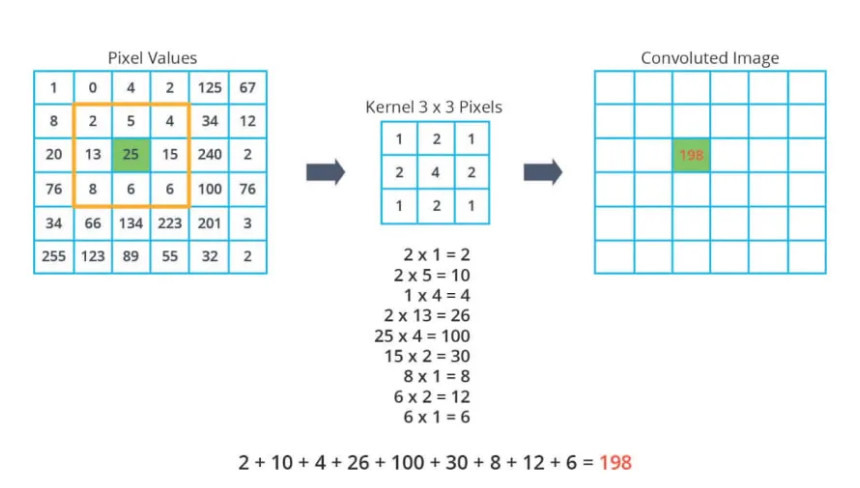 Pixel Values
1 0 4 2 125 67
8 2 5 4 34 12
20 13 25 15 240 2
76 8 6 6 100 76
34 66 134 223 201 3
255 123 89 55 32 2
Kernel 3 x 3 Pixels
1 2 1
2 4 2
1 2 1
2 x 1 = 2
2 x 5 = 10
1 x 4 = 4
2 x 13 = 26
25 x 4 = 100
15 x 2 = 30
8 x 1 = 8
6 x 2 = 12
6 x 1 = 6
Convoluted Image
198
2 + 10 + 4 + 26 + 100 + 30 + 8 + 12 + 6 = 198